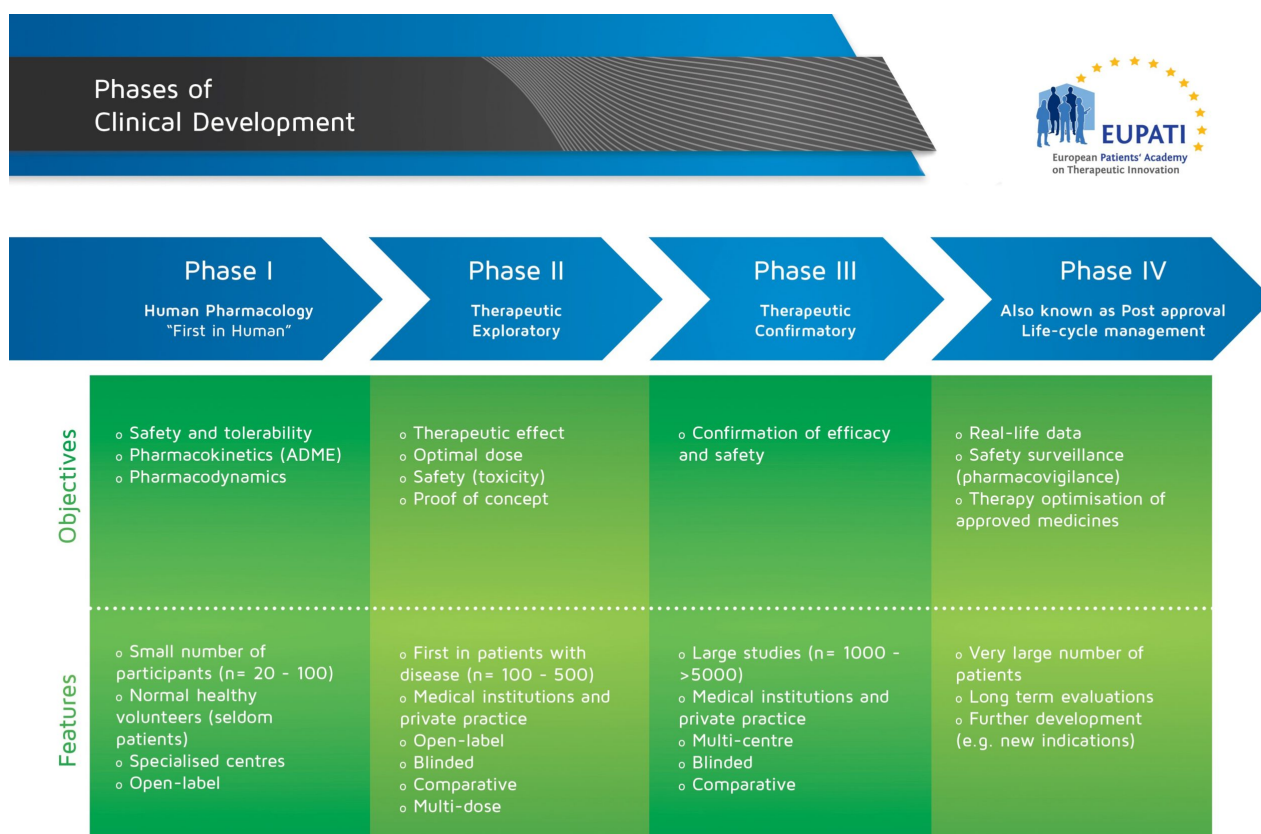 Phases of
Clinical Development
EUPATI
European Patients' Academy
on Therapeutic Innovation
Phase I
Human Pharmacology
"First in Human"
Phase II
Therapeutic
Exploratory
Phase III
Therapeutic
Confirmatory
Phase IV
Also known as Post approval
Life-cycle management
Objectives
o Safety and tolerability
o Pharmacokinetics (ADME)
o Pharmacodynamics
o Therapeutic effect
o Optimal dose
o Safety (toxicity)
o Proof of concept
o Confirmation of efficacy
and safety
o Real-life data
o Safety surveillance
(pharmacovigilance)
o Therapy optimisation of
approved medicines
Features
o Small number of
participants (n= 20 - 100)
o Normal healthy
volunteers (seldom
patients)
o Specialised centres
o Open-label
o First in patients with
disease (n= 100 - 500)
o Medical institutions and
private practice
o Open-label
o Blinded
o Comparative
o Multi-dose
o Large studies (n= 1000 -
>5000)
o Medical institutions and
private practice
o Multi-centre
o Blinded
o Comparative
o Very large number of
patients
o Long term evaluations
o Further development
(e.g. new indications)